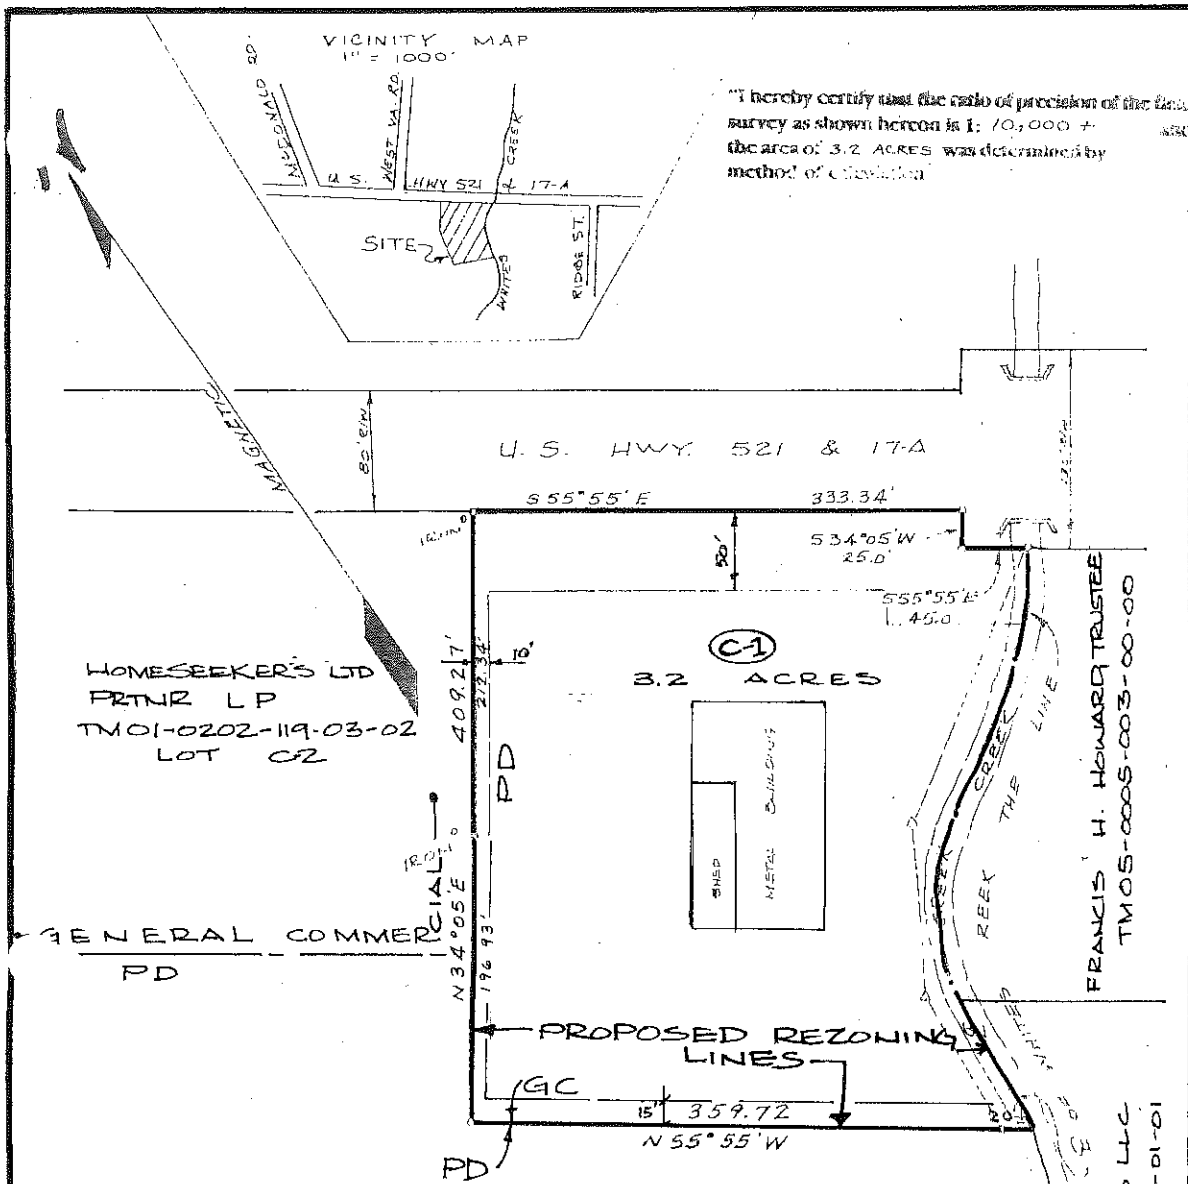 VICINITY MAP
1" = 1000'
McDONALD RD.
WEST VA. RD.
CREEK
U.S. HWY 521 & 17-A
SITE
WHITES
RIDGE ST.
"I hereby certify that the ratio of precision of the
survey as shown hereon is 1: 10,000 +
the area of 3.2 ACRES was determined by
method of
MAGNETIC
80' R/W
U.S. HWY. 521 & 17-A
S 55°55' E 333.34'
IRON
50'
S 34°05' W
25.0'
S 55°55' E
45.0
C-1
3.2 ACRES
10'
409.27'
212.34'
HOMESEEKER'S LTD
PRTNR LP
TM01-0202-119-03-02
LOT C2
PD
METAL BUILDING
SHED
CREEK
THE LINE
CREEK
REEK
FRANCIS H. HOWARD, TRUSTEE
TM05-0005-003-00-00
IRON
GENERAL COMMERCIAL
PD
N 34°05' E
196.93'
PROPOSED REZONING
LINES
WHITES
GC
15'
359.72
20'
N 55°55' W
PD
LLC
-01-01